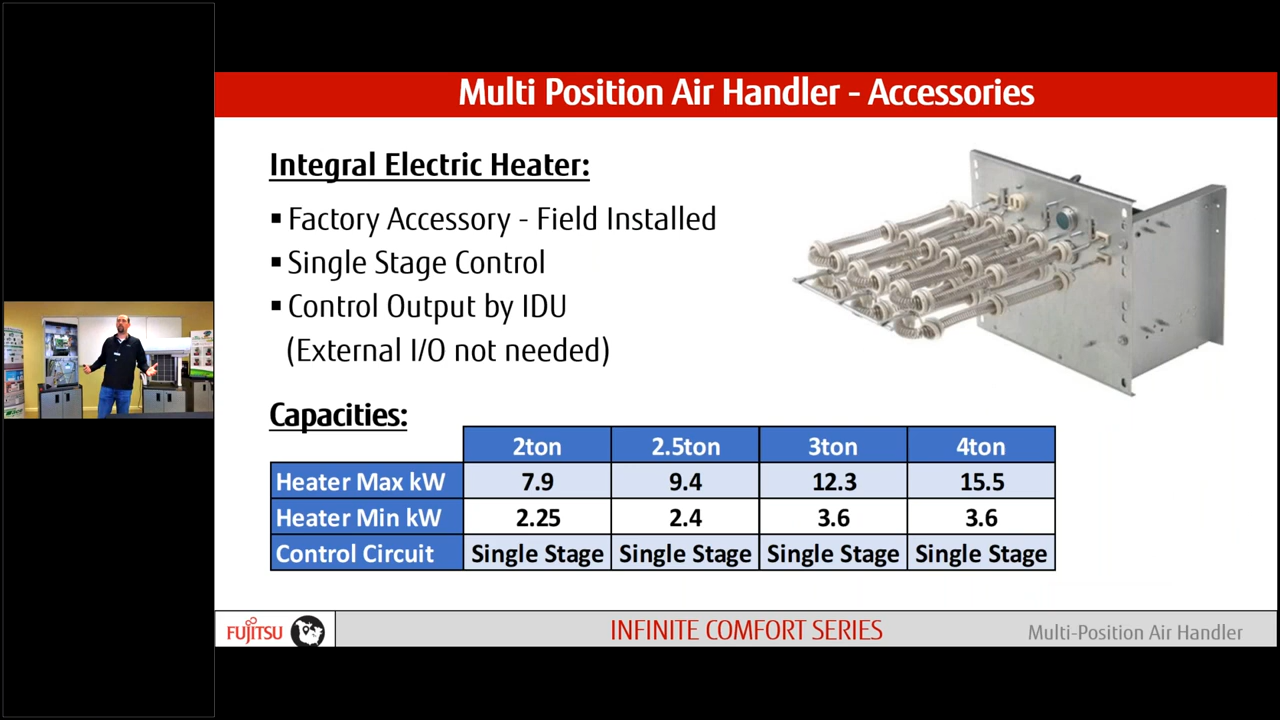 Multi Position Air Handler - Accessories
Integral Electric Heater:
▪ Factory Accessory - Field Installed
▪ Single Stage Control
▪ Control Output by IDU
(External I/O not needed)
Capacities:
2ton 2.5ton 3ton 4ton
Heater Max kW 7.9 9.4 12.3 15.5
Heater Min kW 2.25 2.4 3.6 3.6
Control Circuit Single Stage Single Stage Single Stage Single Stage
FUJITSU INFINITE COMFORT SERIES Multi-Position Air Handler